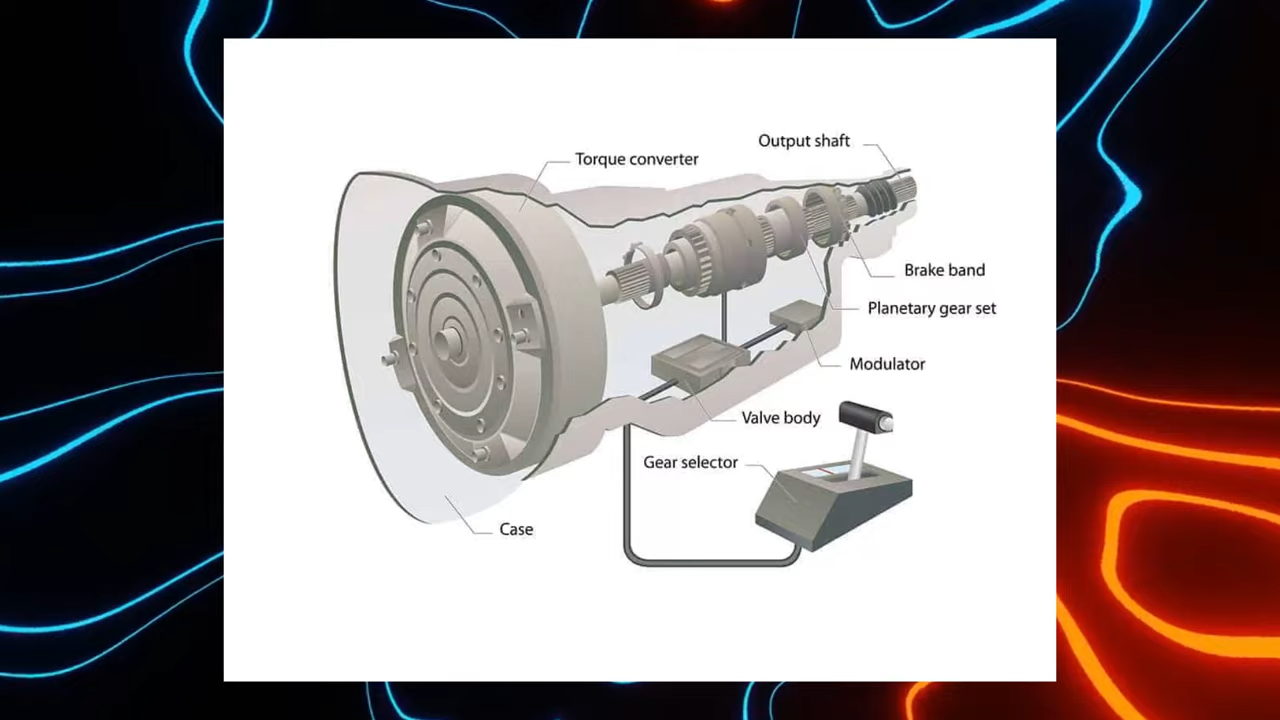 Output shaft
Torque converter
Brake band
Planetary gear set
Modulator
Valve body
Gear selector
Case